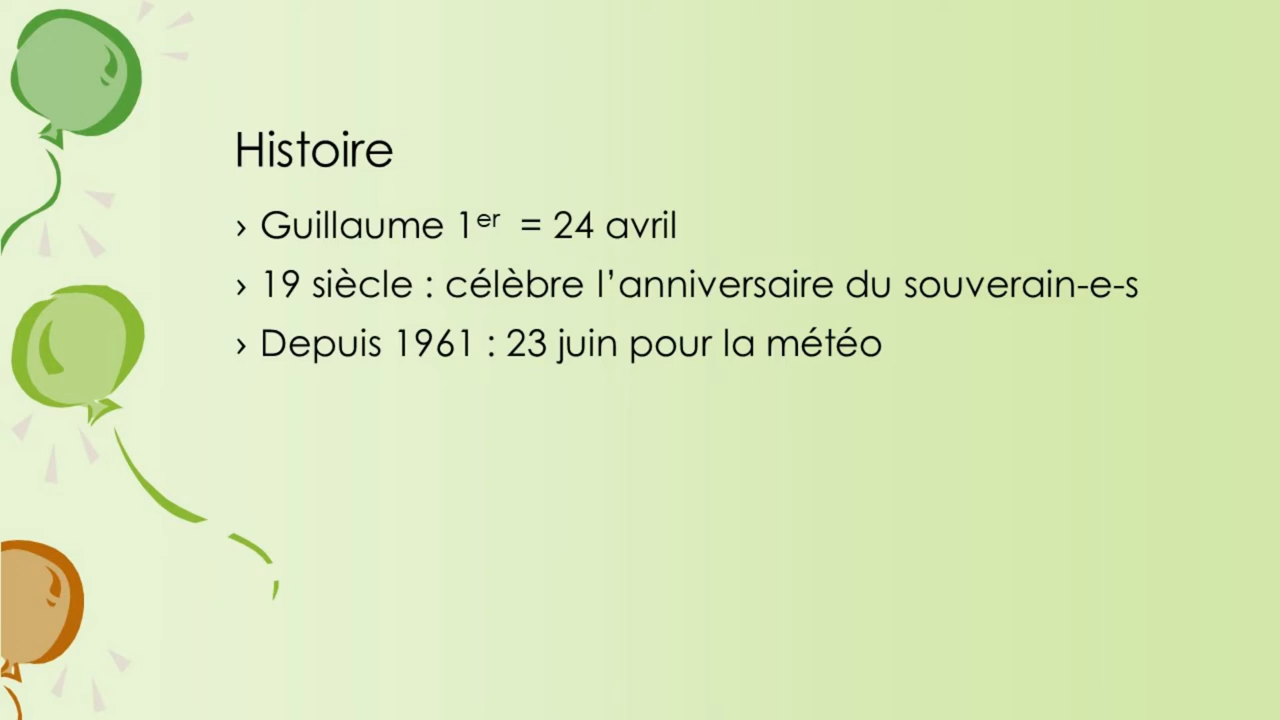 Histoire
› Guillaume 1er = 24 avril
› 19 siècle : célèbre l’anniversaire du souverain-e-s
› Depuis 1961 : 23 juin pour la météo